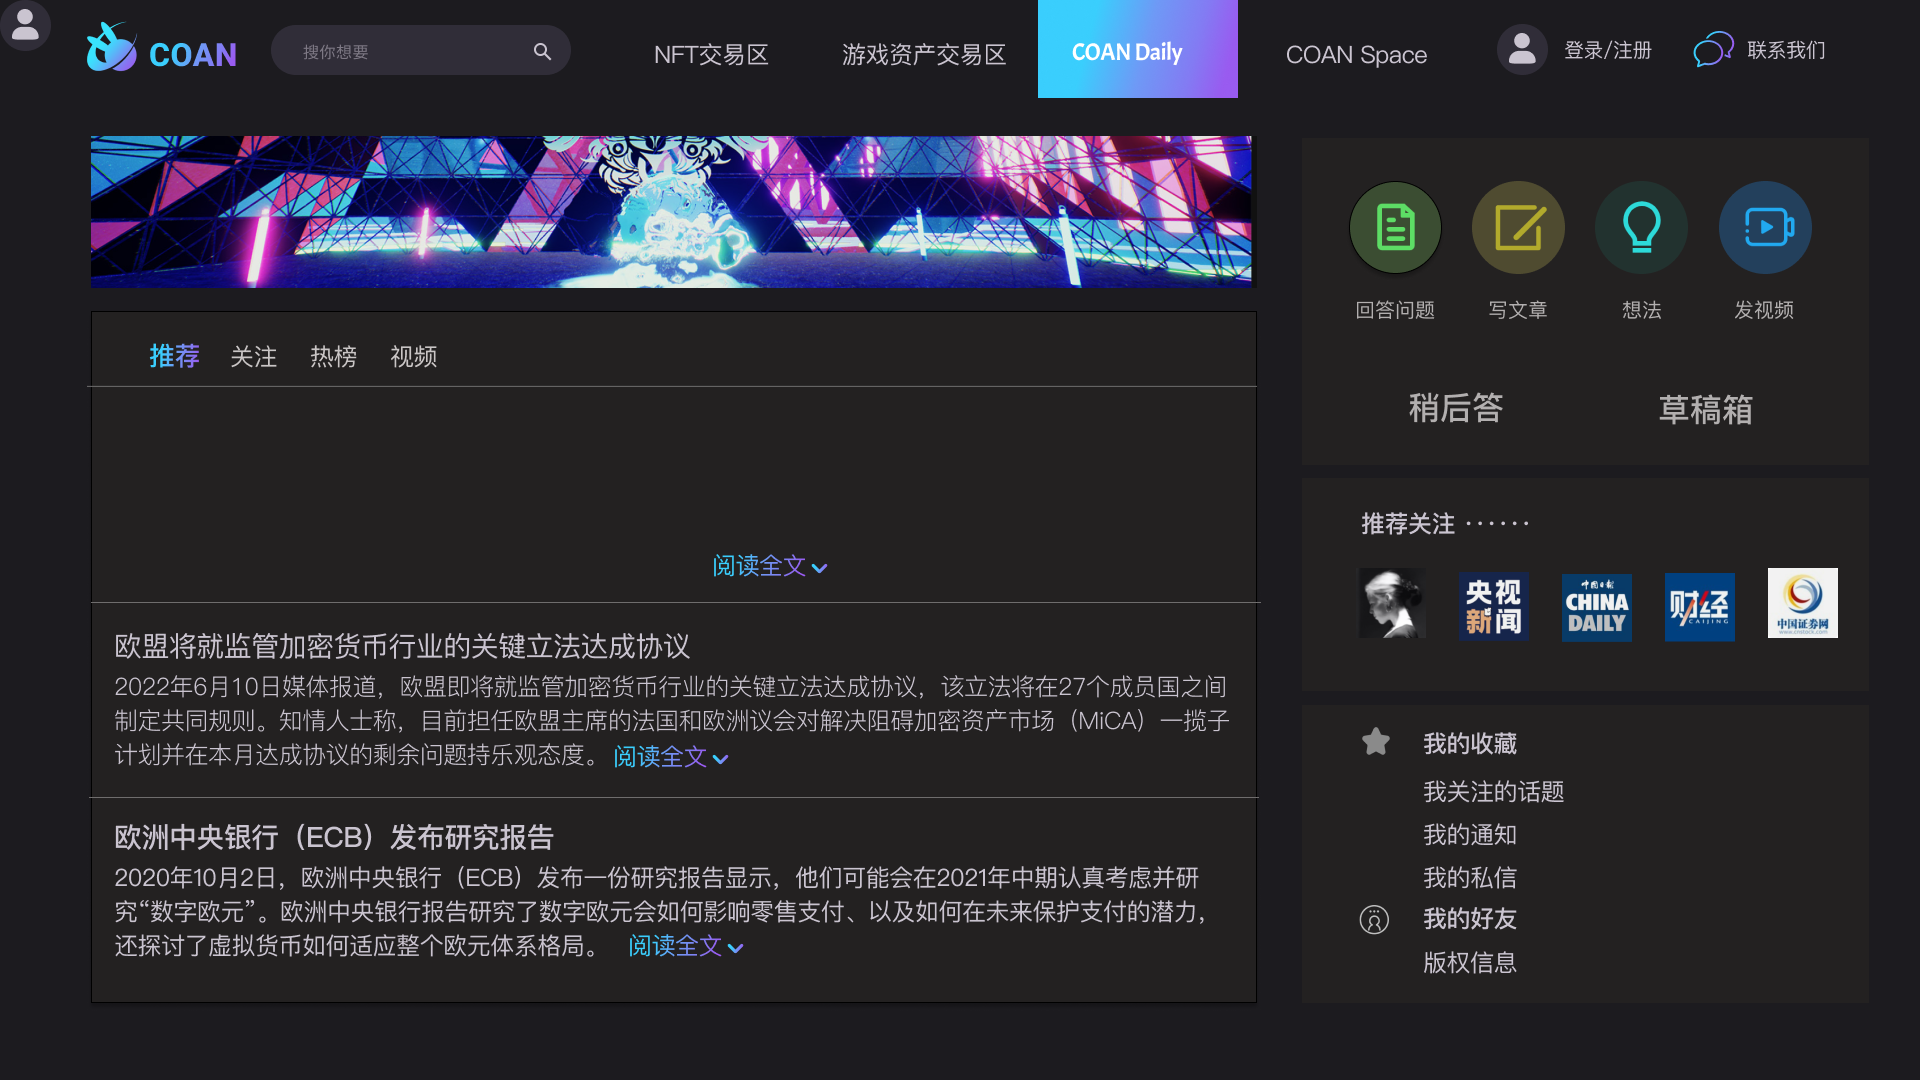 COAN
搜你想要
NFT交易区
游戏资产交易区
COAN Daily
COAN Space
登录/注册
联系我们
推荐 关注 热榜 视频
阅读全文
欧盟将就监管加密货币行业的关键立法达成协议
2022年6月10日媒体报道，欧盟即将就监管加密货币行业的关键立法达成协议，该立法将在27个成员国之间
制定共同规则。知情人士称，目前担任欧盟主席的法国和欧洲议会对解决阻碍加密资产市场（MiCA）一揽子
计划并在本月达成协议的剩余问题持乐观态度。 阅读全文
欧洲中央银行（ECB）发布研究报告
2020年10月2日，欧洲中央银行（ECB）发布一份研究报告显示，他们可能会在2021年中期认真考虑并研
究“数字欧元”。欧洲中央银行报告研究了数字欧元会如何影响零售支付、以及如何在未来保护支付的潜力，
还探讨了虚拟货币如何适应整个欧元体系格局。 阅读全文
回答问题 写文章 想法 发视频
稍后答 草稿箱
推荐关注 ······
央视
新闻
中国日报
CHINA
DAILY
财经
CAIJING
中国证券网
www.cnstock.com
我的收藏
我关注的话题
我的通知
我的私信
我的好友
版权信息